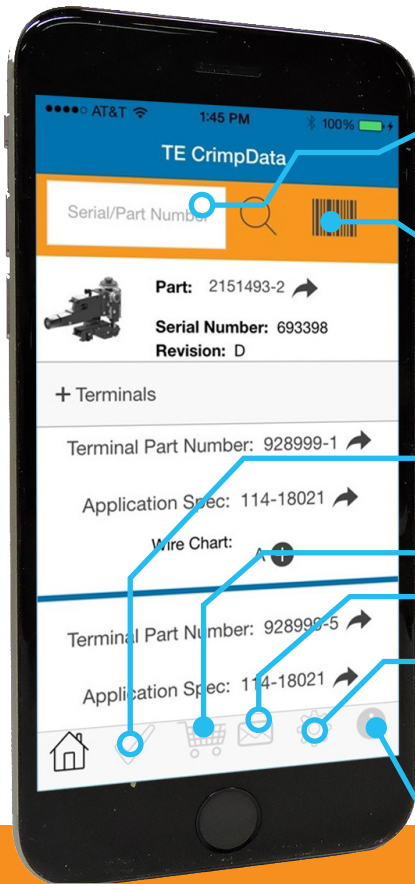 AT&T 1:45 PM 100%
TE CrimpData
Serial/Part Number
Part: 2151493-2
Serial Number: 693398
Revision: D
+ Terminals
Terminal Part Number: 928999-1
Application Spec: 114-18021
Wire Chart: A
Terminal Part Number: 928999-5
Application Spec: 114-18021